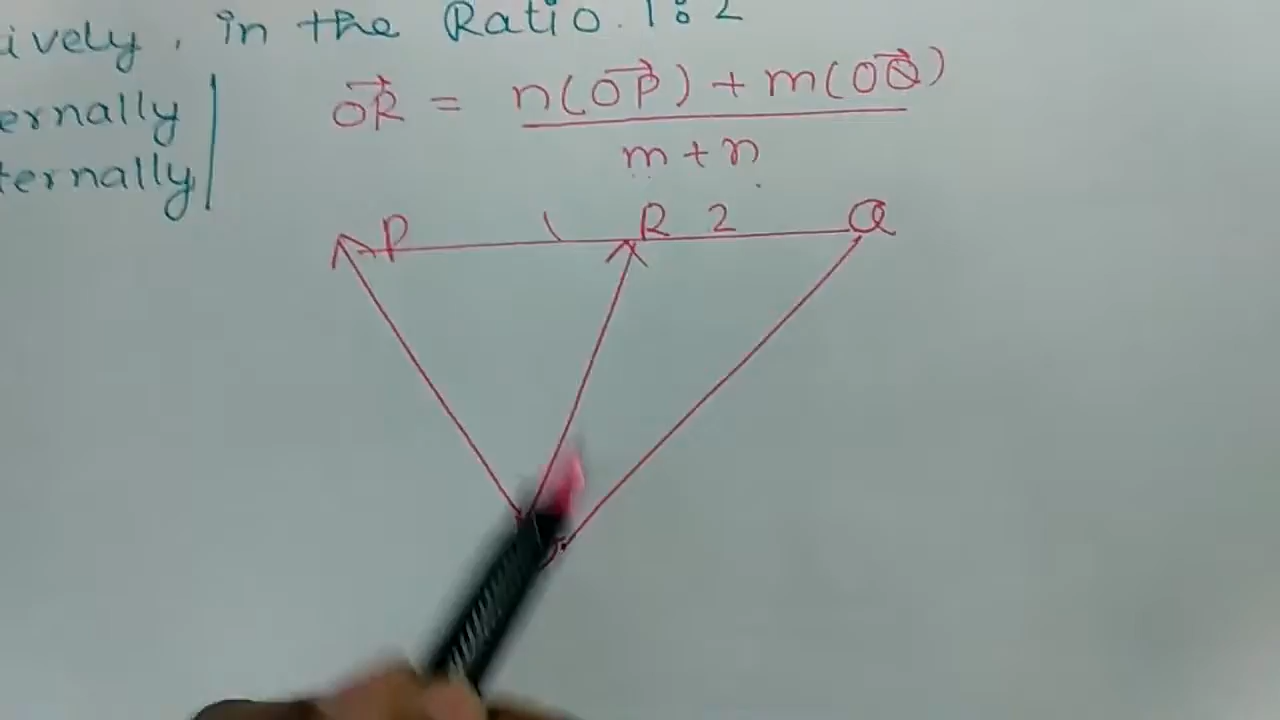 ively, in the Ratio. 1:2
ernally
ternally
OR = n(OP) + m(OQ)
m + n
P 1 R 2 Q